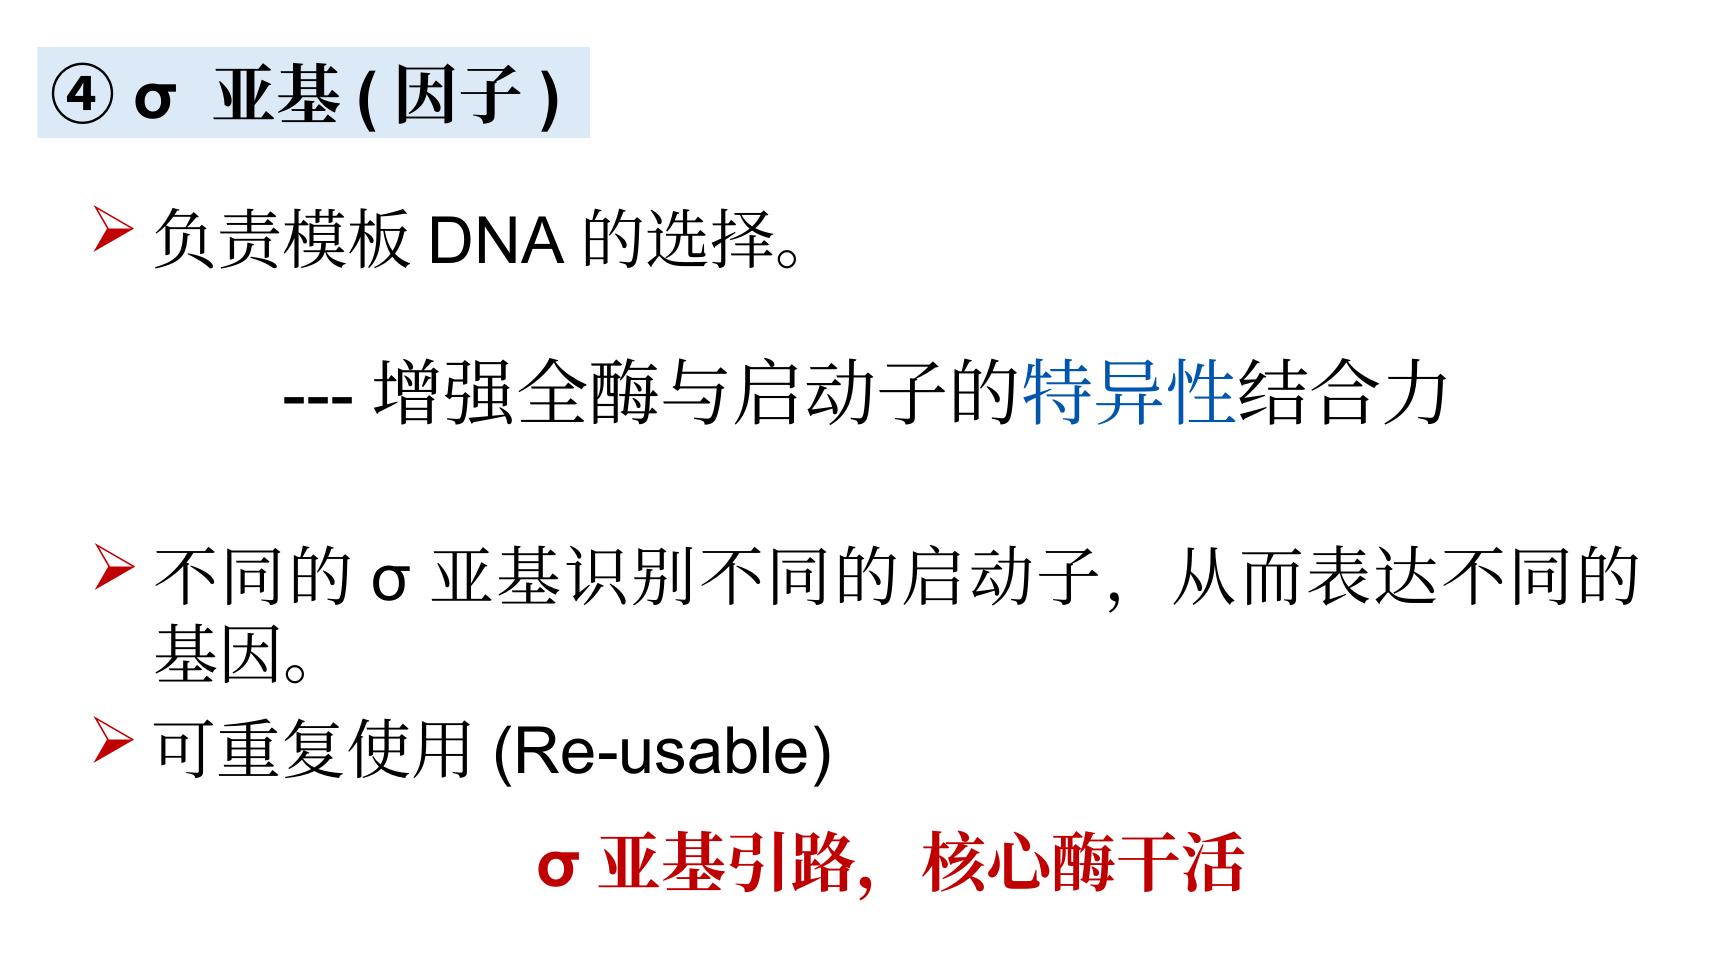 ④ σ 亚基 ( 因子 )
负责模板 DNA 的选择。
--- 增强全酶与启动子的特异性结合力
不同的 σ 亚基识别不同的启动子，从而表达不同的
基因。
可重复使用 (Re-usable)
σ 亚基引路，核心酶干活